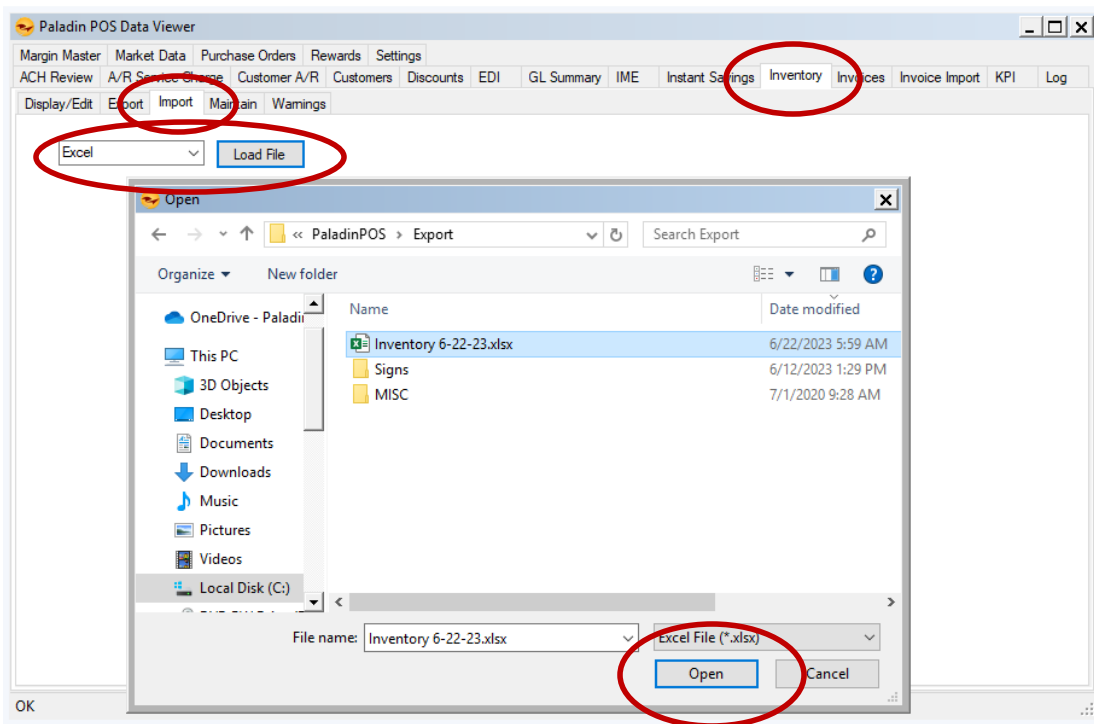 Paladin POS Data Viewer
Margin Master Market Data Purchase Orders Rewards Settings
ACH Review A/R Service Charge Customer A/R Customers Discounts EDI GL Summary IME Instant Savings Inventory Invoices Invoice Import KPI Log
Display/Edit Export Import Maintain Warnings
Excel Load File
Open
« PaladinPOS > Export Search Export
Organize New folder
Name Date modified
OneDrive - Paladi
Inventory 6-22-23.xlsx 6/22/2023 5:59 AM
This PC
Signs 6/12/2023 1:29 PM
3D Objects
MISC 7/1/2020 9:28 AM
Desktop
Documents
Downloads
Music
Pictures
Videos
Local Disk (C:)
File name: Inventory 6-22-23.xlsx Excel File (*.xlsx)
Open Cancel
OK